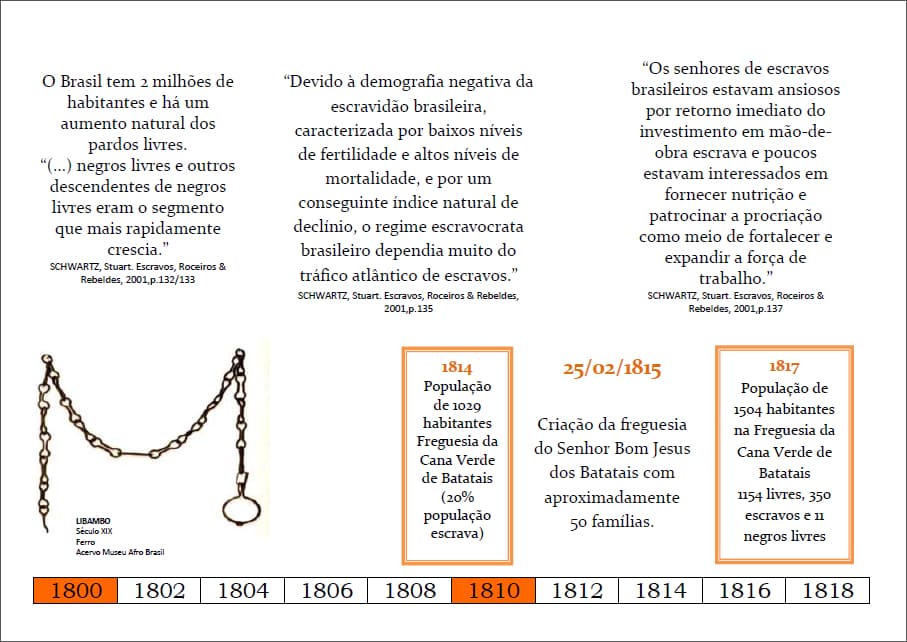 O Brasil tem 2 milhões de
habitantes e há um
aumento natural dos
pardos livres.
“(...) negros livres e outros
descendentes de negros
livres eram o segmento
que mais rapidamente
crescia.”
SCHWARTZ, Stuart. Escravos, Roceiros &
Rebeldes, 2001,p.132/133
“Devido à demografia negativa da
escravidão brasileira,
caracterizada por baixos níveis
de fertilidade e altos níveis de
mortalidade, e por um
conseguinte índice natural de
declínio, o regime escravocrata
brasileiro dependia muito do
tráfico atlântico de escravos.”
SCHWARTZ, Stuart. Escravos, Roceiros & Rebeldes,
2001,p.135
“Os senhores de escravos
brasileiros estavam ansiosos
por retorno imediato do
investimento em mão-de-
obra escrava e poucos
estavam interessados em
fornecer nutrição e
patrocinar a procriação
como meio de fortalecer e
expandir a força de
trabalho.”
SCHWARTZ, Stuart. Escravos, Roceiros &
Rebeldes, 2001,p.137
LIBAMBO
Século XIX
Ferro
Acervo Museu Afro Brasil
1814
População
de 1029
habitantes
Freguesia da
Cana Verde
de Batatais
(20%
população
escrava)
25/02/1815
Criação da freguesia
do Senhor Bom Jesus
dos Batatais com
aproximadamente
50 famílias.
1817
População de
1504 habitantes
na Freguesia da
Cana Verde de
Batatais
1154 livres, 350
escravos e 11
negros livres
1800 1802 1804 1806 1808 1810 1812 1814 1816 1818